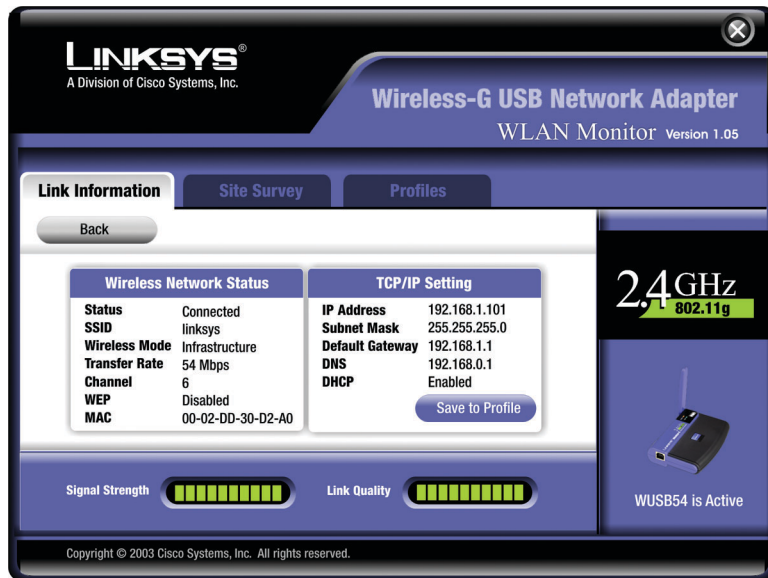 LINKSYS®
A Division of Cisco Systems, Inc.
Wireless-G USB Network Adapter
WLAN Monitor Version 1.05
Link Information
Site Survey
Profiles
Back
Wireless Network Status
Status Connected
SSID linksys
Wireless Mode Infrastructure
Transfer Rate 54 Mbps
Channel 6
WEP Disabled
MAC 00-02-DD-30-D2-A0
TCP/IP Setting
IP Address 192.168.1.101
Subnet Mask 255.255.255.0
Default Gateway 192.168.1.1
DNS 192.168.0.1
DHCP Enabled
Save to Profile
2.4GHz
802.11g
Signal Strength
Link Quality
WUSB54 is Active
Copyright © 2003 Cisco Systems, Inc. All rights reserved.